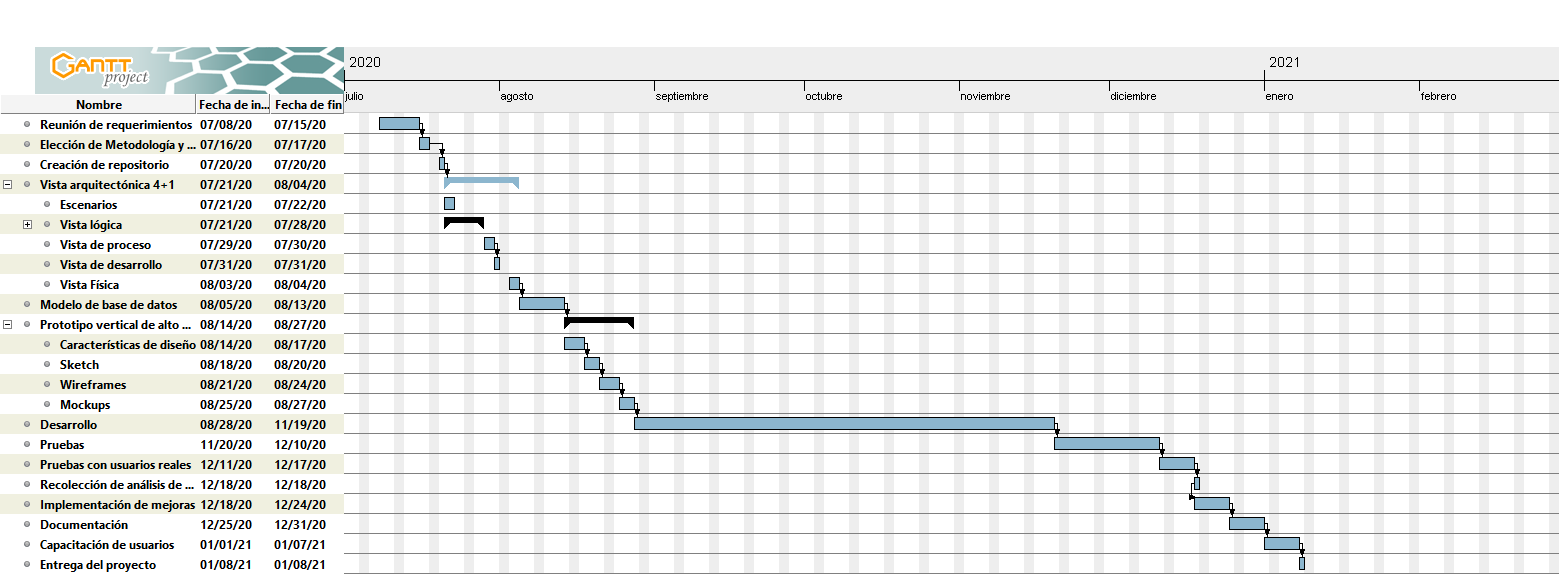 GANTT
project
2020
2021
julio agosto septiembre octubre noviembre diciembre enero febrero
Nombre Fecha de in... Fecha de fin
Reunión de requerimientos 07/08/20 07/15/20
Elección de Metodología y ... 07/16/20 07/17/20
Creación de repositorio 07/20/20 07/20/20
Vista arquitectónica 4+1 07/21/20 08/04/20
Escenarios 07/21/20 07/22/20
Vista lógica 07/21/20 07/28/20
Vista de proceso 07/29/20 07/30/20
Vista de desarrollo 07/31/20 07/31/20
Vista Física 08/03/20 08/04/20
Modelo de base de datos 08/05/20 08/13/20
Prototipo vertical de alto ... 08/14/20 08/27/20
Características de diseño 08/14/20 08/17/20
Sketch 08/18/20 08/20/20
Wireframes 08/21/20 08/24/20
Mockups 08/25/20 08/27/20
Desarrollo 08/28/20 11/19/20
Pruebas 11/20/20 12/10/20
Pruebas con usuarios reales 12/11/20 12/17/20
Recolección de análisis de ... 12/18/20 12/18/20
Implementación de mejoras 12/18/20 12/24/20
Documentación 12/25/20 12/31/20
Capacitación de usuarios 01/01/21 01/07/21
Entrega del proyecto 01/08/21 01/08/21